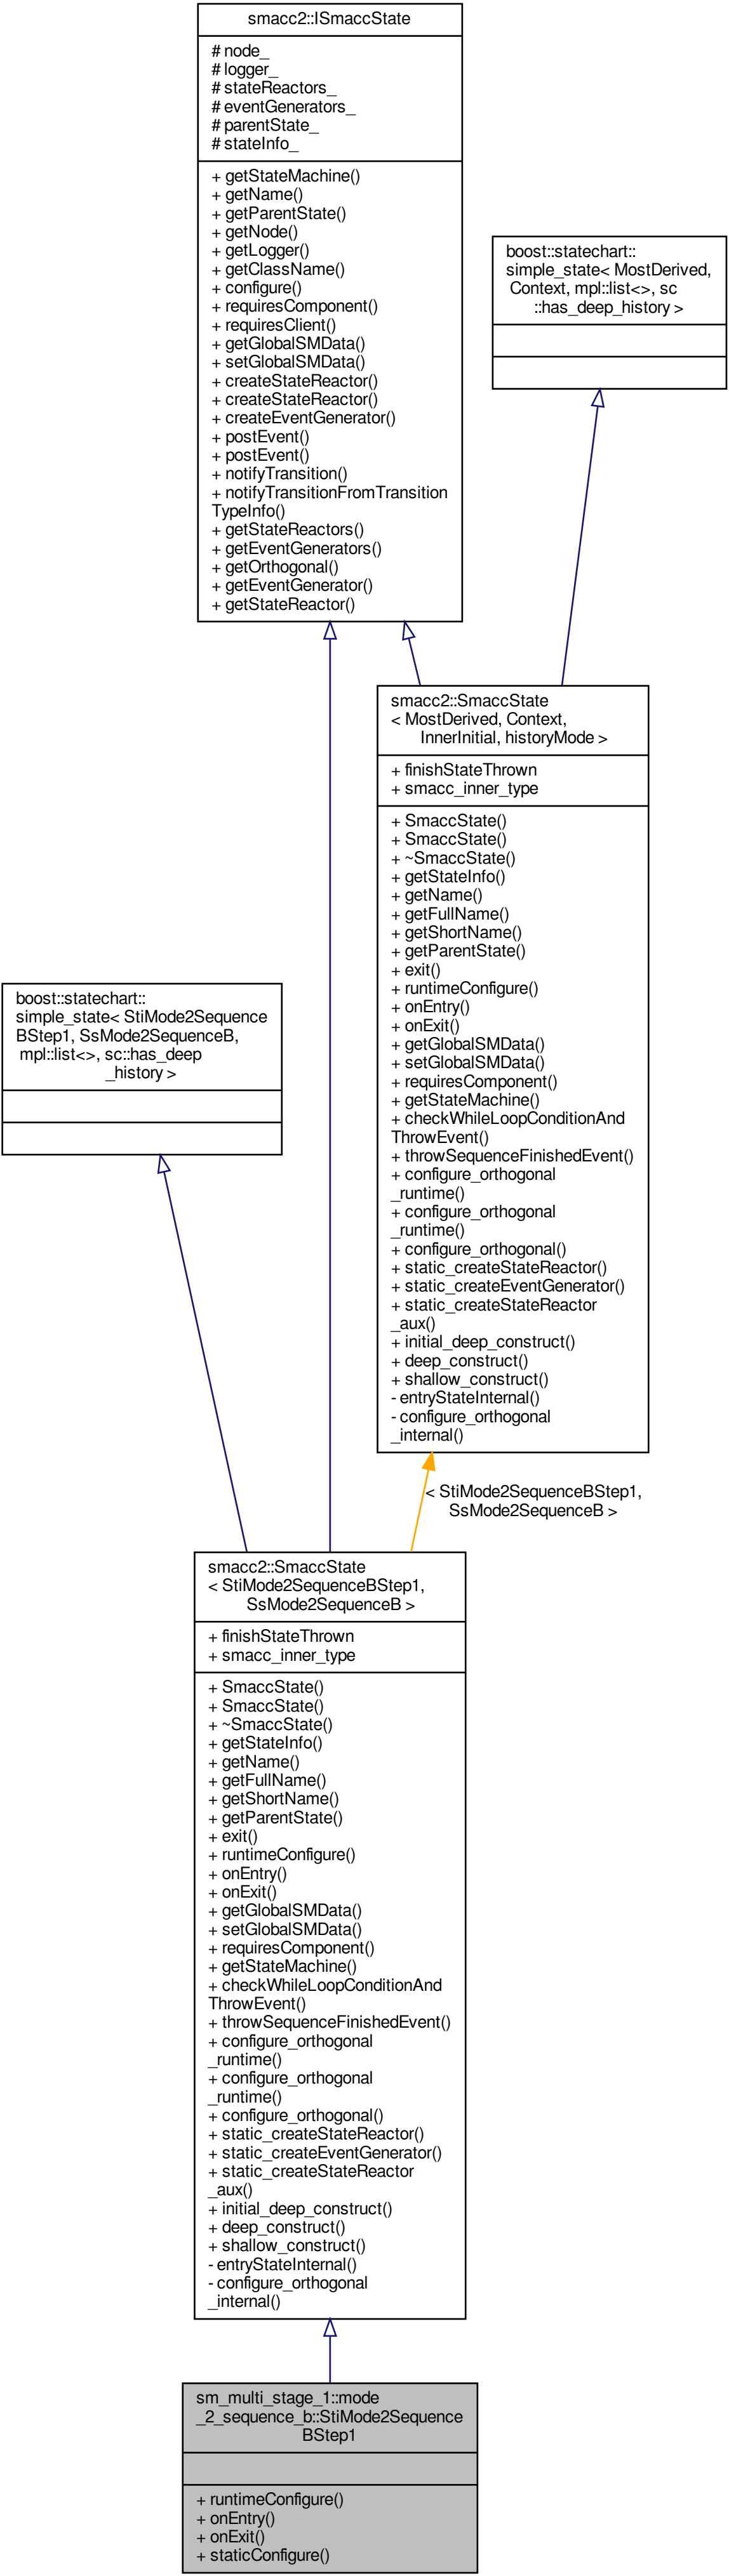 smacc2::ISmaccState
# node_
# logger_
# stateReactors_
# eventGenerators_
# parentState_
# stateInfo_
+ getStateMachine()
+ getName()
+ getParentState()
+ getNode()
+ getLogger()
+ getClassName()
+ configure()
+ requiresComponent()
+ requiresClient()
+ getGlobalSMData()
+ setGlobalSMData()
+ createStateReactor()
+ createStateReactor()
+ createEventGenerator()
+ postEvent()
+ postEvent()
+ notifyTransition()
+ notifyTransitionFromTransition
TypeInfo()
+ getStateReactors()
+ getEventGenerators()
+ getOrthogonal()
+ getEventGenerator()
+ getStateReactor()
boost::statechart::
simple_state< MostDerived,
Context, mpl::list<>, sc
::has_deep_history >
smacc2::SmaccState
< MostDerived, Context,
InnerInitial, historyMode >
+ finishStateThrown
+ smacc_inner_type
+ SmaccState()
+ SmaccState()
+ ~SmaccState()
+ getStateInfo()
+ getName()
+ getFullName()
+ getShortName()
+ getParentState()
+ exit()
+ runtimeConfigure()
+ onEntry()
+ onExit()
+ getGlobalSMData()
+ setGlobalSMData()
+ requiresComponent()
+ getStateMachine()
+ checkWhileLoopConditionAnd
ThrowEvent()
+ throwSequenceFinishedEvent()
+ configure_orthogonal
_runtime()
+ configure_orthogonal
_runtime()
+ configure_orthogonal()
+ static_createStateReactor()
+ static_createEventGenerator()
+ static_createStateReactor
_aux()
+ initial_deep_construct()
+ deep_construct()
+ shallow_construct()
- entryStateInternal()
- configure_orthogonal
_internal()
boost::statechart::
simple_state< StiMode2Sequence
BStep1, SsMode2SequenceB,
mpl::list<>, sc::has_deep
_history >
< StiMode2SequenceBStep1,
SsMode2SequenceB >
smacc2::SmaccState
< StiMode2SequenceBStep1,
SsMode2SequenceB >
+ finishStateThrown
+ smacc_inner_type
+ SmaccState()
+ SmaccState()
+ ~SmaccState()
+ getStateInfo()
+ getName()
+ getFullName()
+ getShortName()
+ getParentState()
+ exit()
+ runtimeConfigure()
+ onEntry()
+ onExit()
+ getGlobalSMData()
+ setGlobalSMData()
+ requiresComponent()
+ getStateMachine()
+ checkWhileLoopConditionAnd
ThrowEvent()
+ throwSequenceFinishedEvent()
+ configure_orthogonal
_runtime()
+ configure_orthogonal
_runtime()
+ configure_orthogonal()
+ static_createStateReactor()
+ static_createEventGenerator()
+ static_createStateReactor
_aux()
+ initial_deep_construct()
+ deep_construct()
+ shallow_construct()
- entryStateInternal()
- configure_orthogonal
_internal()
sm_multi_stage_1::mode
_2_sequence_b::StiMode2Sequence
BStep1
+ runtimeConfigure()
+ onEntry()
+ onExit()
+ staticConfigure()